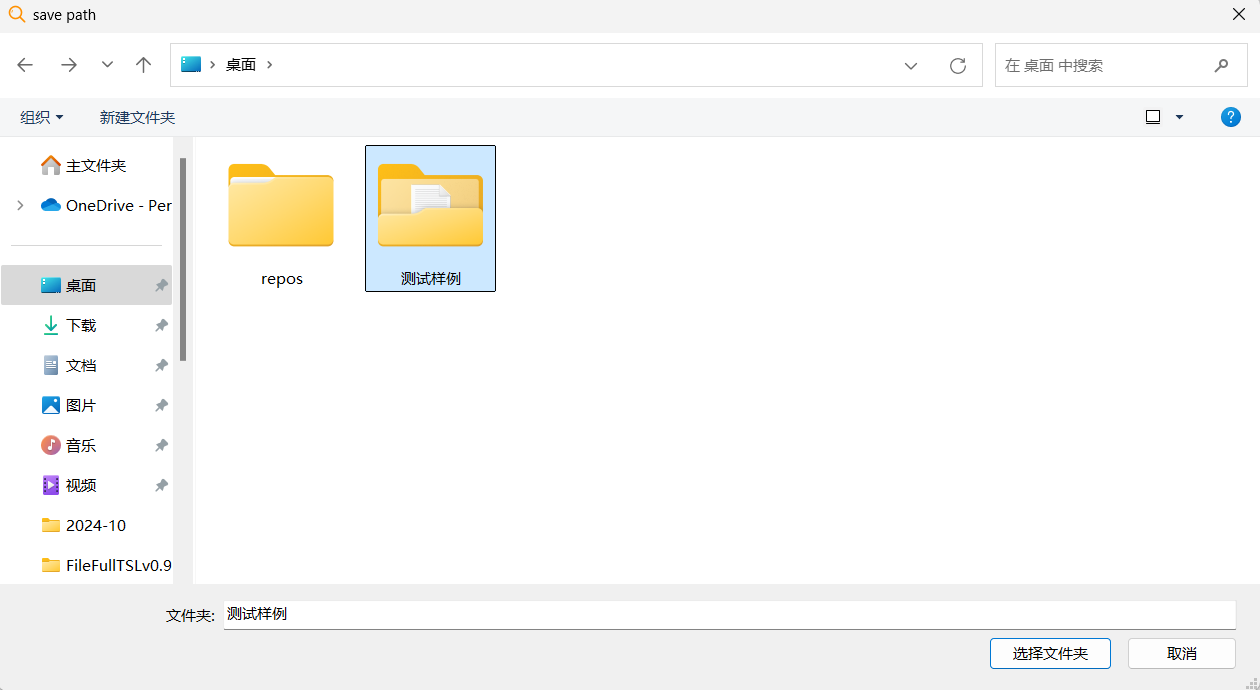 save path
桌面
在 桌面 中搜索
组织
新建文件夹
?
主文件夹
OneDrive - Per
桌面
下载
文档
图片
音乐
视频
2024-10
FileFullTSLv0.9
repos
测试样例
文件夹:
测试样例
选择文件夹
取消